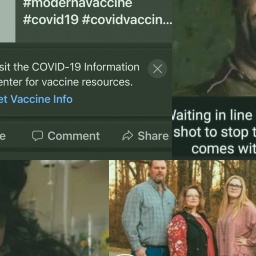 #modernavaccine
#covid19 #covidvaccin...
sit the COVID-19 Information
enter for vaccine resources.
et Vaccine Info
e
Comment
Share
Waiting in line
shot to stop t
comes wit